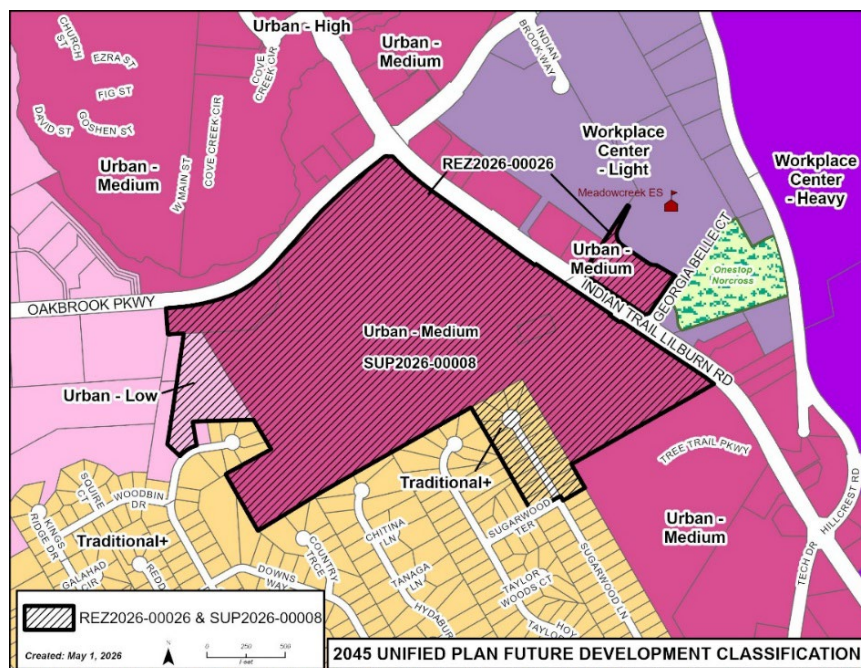 Urban - High
Urban -
Medium
INDIAN
BROOK WAY
CHURCH
ST
EZRA ST
FIG ST
DAVID ST
GOSHEN ST
COVE
CREEK CIR
COVE CREEK CIR
W MAIN ST
Urban -
Medium
Workplace
Center
- Light
REZ2026-00026
Meadowcreek ES
Workplace
Center
- Heavy
Urban -
Medium
GEORGIA BELLE CT
Onestop
Norcross
OAKBROOK PKWY
INDIAN TRAIL LILBURN RD
Urban - Medium
SUP2026-00008
Urban - Low
Traditional+
TREE TRAIL PKWY
HILLCREST RD
TECH DR
Urban -
Medium
SQUIRE
CT
WOODBIN
DR
KINGS
RIDGE DR
Traditional+
GALAHAD
CIR
REDD
DOWNS
WAY
COUNTRY
TRCE
CHITINA
LN
TANAGA
LN
HYDABUR
SUGARWOOD
TER
SUGARWOOD LN
TAYLOR
WOODS CT
HOY
TAYLOR
REZ2026-00026 & SUP2026-00008
Created: May 1, 2026
N
0 250 500
Feet
2045 UNIFIED PLAN FUTURE DEVELOPMENT CLASSIFICATION